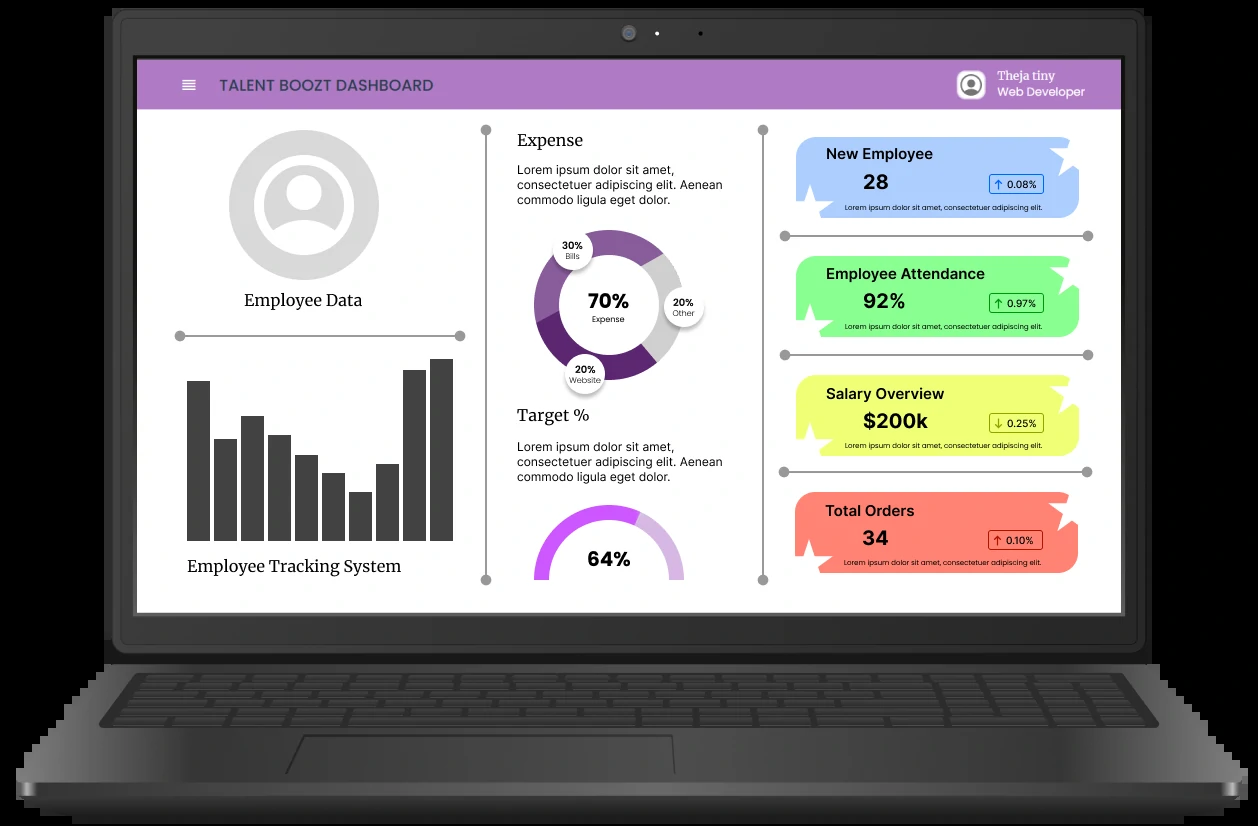 TALENT BOOZT DASHBOARD
Theja tiny
Web Developer
Employee Data
Employee Tracking System
Expense
Lorem ipsum dolor sit amet,
consectetuer adipiscing elit. Aenean
commodo ligula eget dolor.
30%
Bills
70%
Expense
20%
Other
20%
Website
Target %
Lorem ipsum dolor sit amet,
consectetuer adipiscing elit. Aenean
commodo ligula eget dolor.
64%
New Employee
28
↑ 0.08%
Lorem ipsum dolor sit amet, consectetuer adipiscing elit.
Employee Attendance
92%
↑ 0.97%
Lorem ipsum dolor sit amet, consectetuer adipiscing elit.
Salary Overview
$200k
↓ 0.25%
Lorem ipsum dolor sit amet, consectetuer adipiscing elit.
Total Orders
34
↑ 0.10%
Lorem ipsum dolor sit amet, consectetuer adipiscing elit.